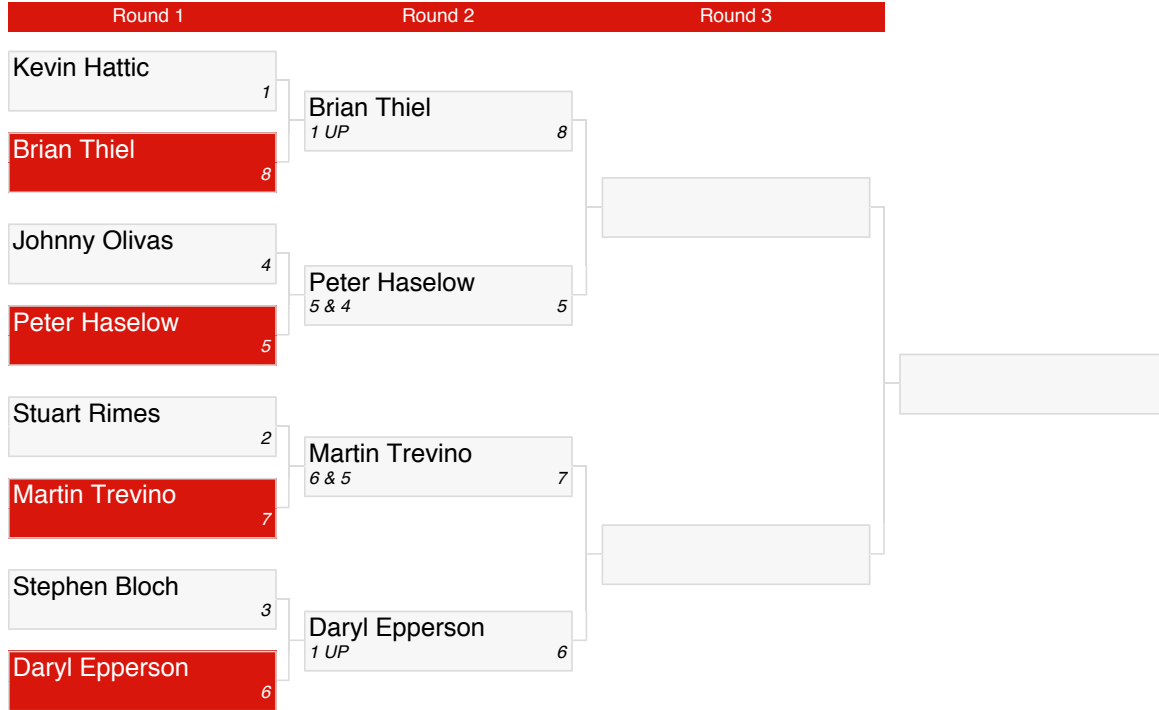 Round 1
Round 2
Round 3
Kevin Hattic
1
Brian Thiel
8
Johnny Olivas
4
Peter Haselow
5
Stuart Rimes
2
Martin Trevino
7
Stephen Bloch
3
Daryl Epperson
6
Brian Thiel
1 UP 8
Peter Haselow
5 & 4 5
Martin Trevino
6 & 5 7
Daryl Epperson
1 UP 6